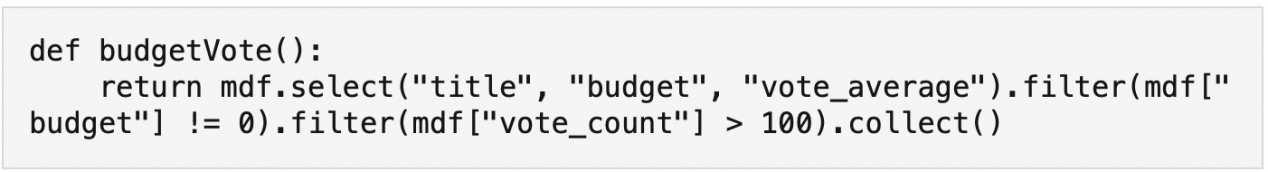 def budgetVote():
    return mdf.select("title", "budget", "vote_average").filter(mdf["
budget"] != 0).filter(mdf["vote_count"] > 100).collect()